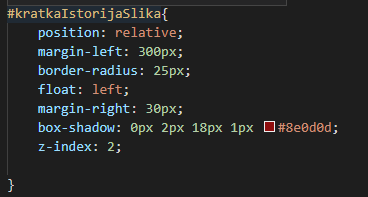 #kratkaIstorijaSlika{
    position: relative;
    margin-left: 300px;
    border-radius: 25px;
    float: left;
    margin-right: 30px;
    box-shadow: 0px 2px 18px 1px #8e0d0d;
    z-index: 2;
}